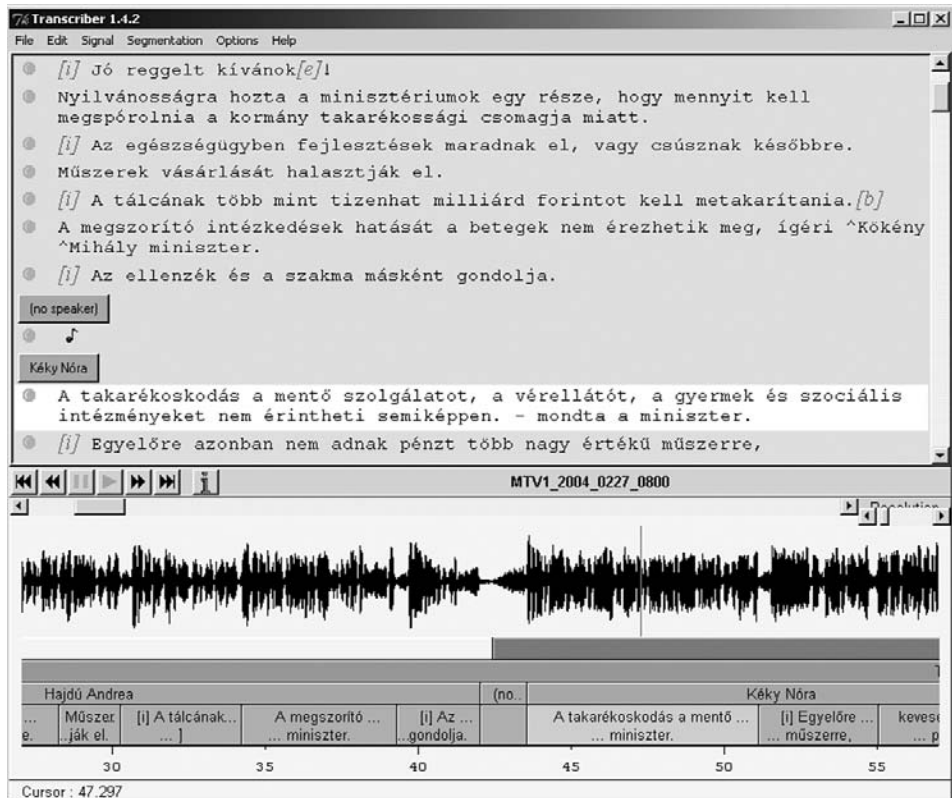 Transcriber 1.4.2
File Edit Signal Segmentation Options Help
[i] Jó reggelt kívánok[e]!
Nyilvánosságra hozta a minisztériumok egy része, hogy mennyit kell
megspórolnia a kormány takarékossági csomagja miatt.
[i] Az egészségügyben fejlesztések maradnak el, vagy csúsznak későbbre.
Műszerek vásárlását halasztják el.
[i] A tálcának több mint tizenhat milliárd forintot kell metakarítania.[b]
A megszorító intézkedések hatását a betegek nem érezhetik meg, ígéri ^Kökény
^Mihály miniszter.
[i] Az ellenzék és a szakma másként gondolja.
(no speaker)
Kéky Nóra
A takarékoskodás a mentő szolgálatot, a vérellátót, a gyermek és szociális
intézményeket nem érintheti semiképpen. - mondta a miniszter.
[i] Egyelőre azonban nem adnak pénzt több nagy értékű műszerre,
MTV1_2004_0227_0800
Hajdú Andrea (no.. Kéky Nóra
... Műszer [i] A tálcának... A megszorító ... [i] Az ... A takarékoskodás a mentő ... [i] Egyelőre ... keves
e. ...ják el. ... ] ... miniszter. ...gondolja. ... miniszter. ... műszerre, ... p
30 35 40 45 50 55
Cursor : 47.297